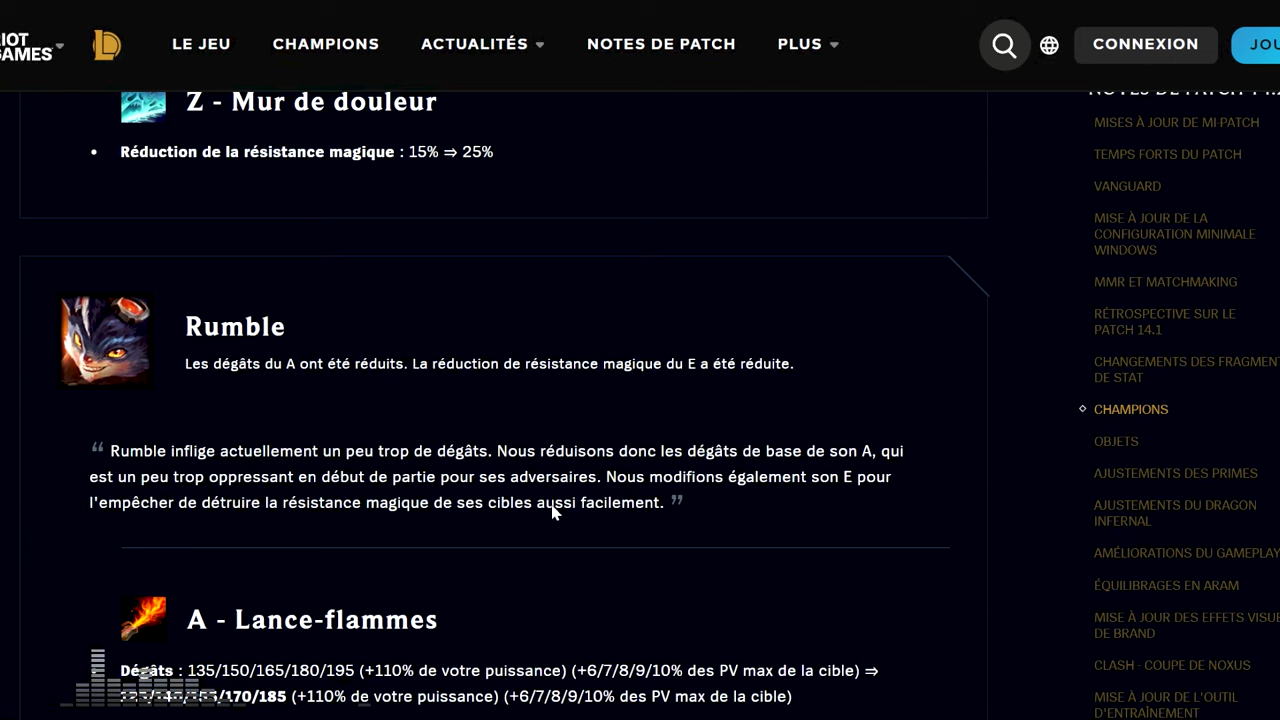 RIOT
GAMES
LE JEU
CHAMPIONS
ACTUALITÉS
NOTES DE PATCH
PLUS
CONNEXION
JOU
Z - Mur de douleur
• Réduction de la résistance magique : 15% ⇒ 25%
Rumble
Les dégâts du A ont été réduits. La réduction de résistance magique du E a été réduite.
“ Rumble inflige actuellement un peu trop de dégâts. Nous réduisons donc les dégâts de base de son A, qui
est un peu trop oppressant en début de partie pour ses adversaires. Nous modifions également son E pour
l'empêcher de détruire la résistance magique de ses cibles aussi facilement. ”
A - Lance-flammes
Dégâts : 135/150/165/180/195 (+110% de votre puissance) (+6/7/8/9/10% des PV max de la cible) ⇒
170/185 (+110% de votre puissance) (+6/7/8/9/10% des PV max de la cible)
NOTES DE PATCH
MISES À JOUR DE MI-PATCH
TEMPS FORTS DU PATCH
VANGUARD
MISE À JOUR DE LA
CONFIGURATION MINIMALE
WINDOWS
MMR ET MATCHMAKING
RÉTROSPECTIVE SUR LE
PATCH 14.1
CHANGEMENTS DES FRAGMENT
DE STAT
CHAMPIONS
OBJETS
AJUSTEMENTS DES PRIMES
AJUSTEMENTS DU DRAGON
INFERNAL
AMÉLIORATIONS DU GAMEPLAY
ÉQUILIBRAGES EN ARAM
MISE À JOUR DES EFFETS VISUE
DE BRAND
CLASH - COUPE DE NOXUS
MISE À JOUR DE L'OUTIL
D'ENTRAÎNEMENT